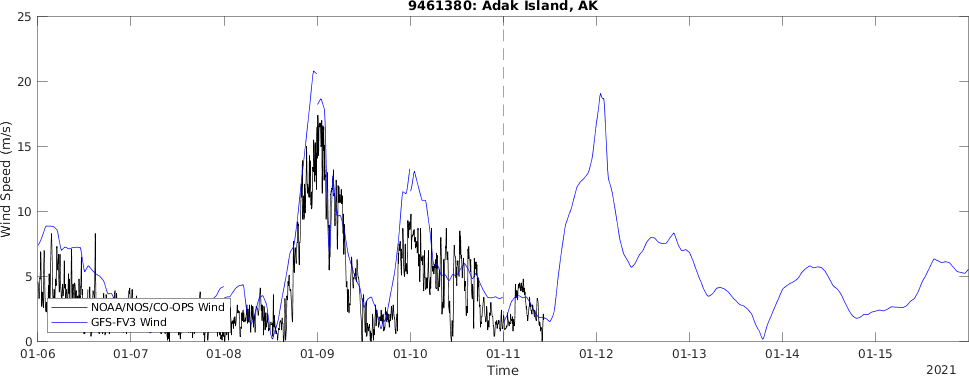 9461380: Adak Island, AK
25
20
15
10
5
0
Wind Speed (m/s)
NOAA/NOS/CO-OPS Wind
GFS-FV3 Wind
01-06 01-07 01-08 01-09 01-10 01-11 01-12 01-13 01-14 01-15
Time
2021